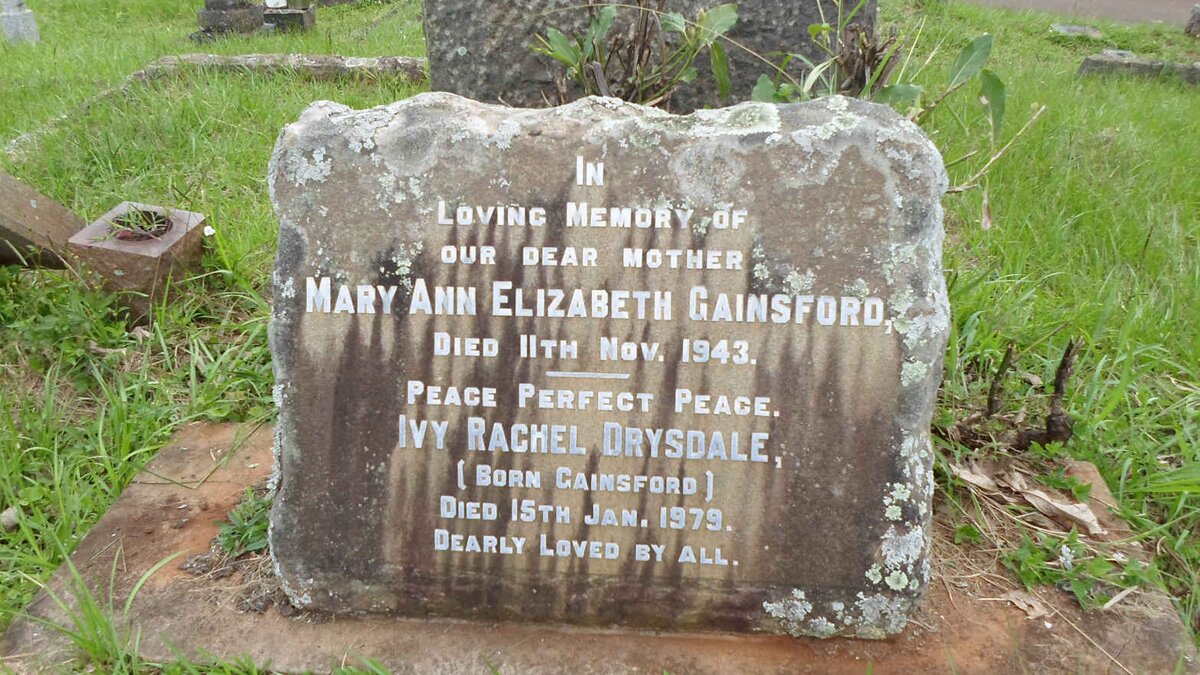 In
Loving Memory of
our dear mother
Mary Ann Elizabeth Gainsford,
Died 11th Nov. 1943.
Peace Perfect Peace.
Ivy Rachel Drysdale,
(Born Gainsford)
Died 15th Jan. 1979.
Dearly Loved by all.